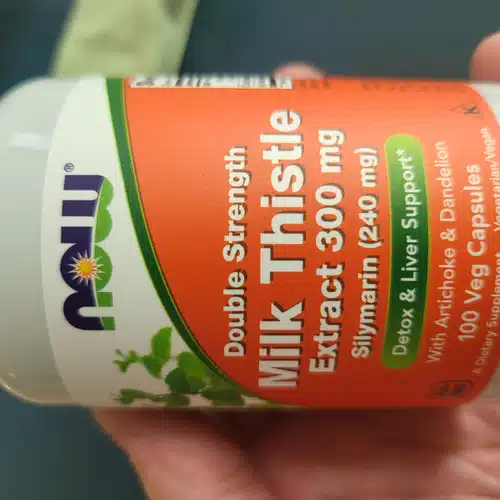 NOW®
Double Strength
Milk Thistle
Extract 300 mg
Silymarin (240 mg)
Detox & Liver Support*
With Artichoke & Dandelion
100 Veg Capsules
A Dietary Supplement Vegetarian/Vegan
K